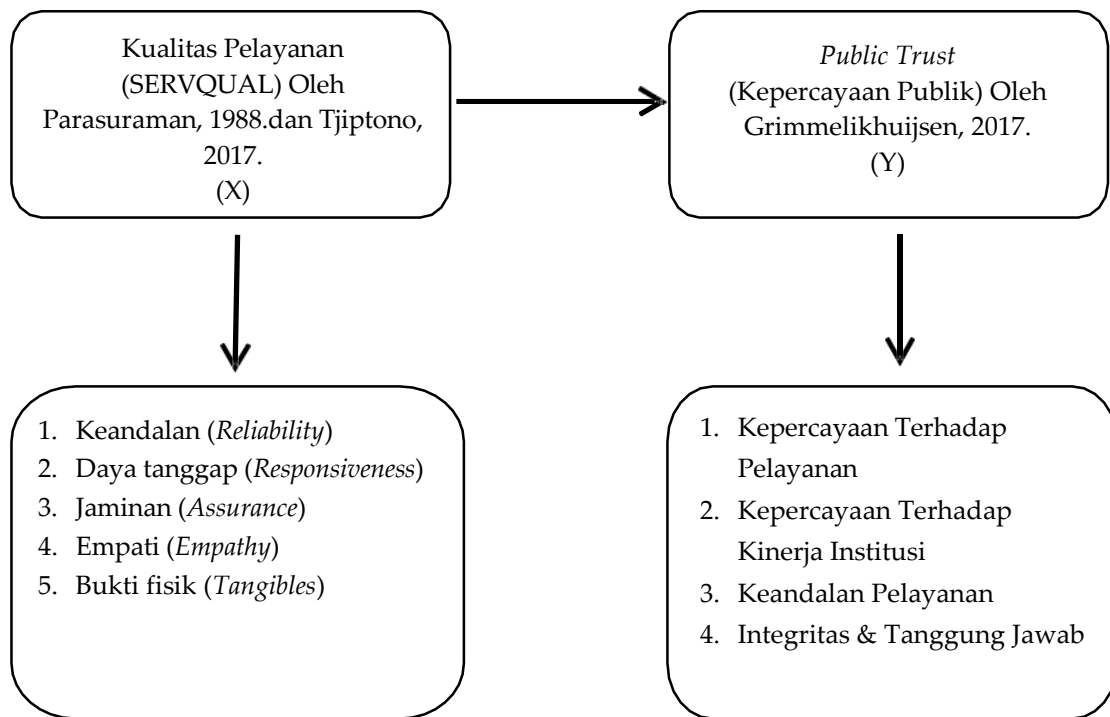 Kualitas Pelayanan
(SERVQUAL) Oleh
Parasuraman, 1988.dan Tjiptono,
2017.
(X)
Public Trust
(Kepercayaan Publik) Oleh
Grimmelikhuijsen, 2017.
(Y)
1. Keandalan (Reliability)
2. Daya tanggap (Responsiveness)
3. Jaminan (Assurance)
4. Empati (Empathy)
5. Bukti fisik (Tangibles)
1. Kepercayaan Terhadap
Pelayanan
2. Kepercayaan Terhadap
Kinerja Institusi
3. Keandalan Pelayanan
4. Integritas & Tanggung Jawab